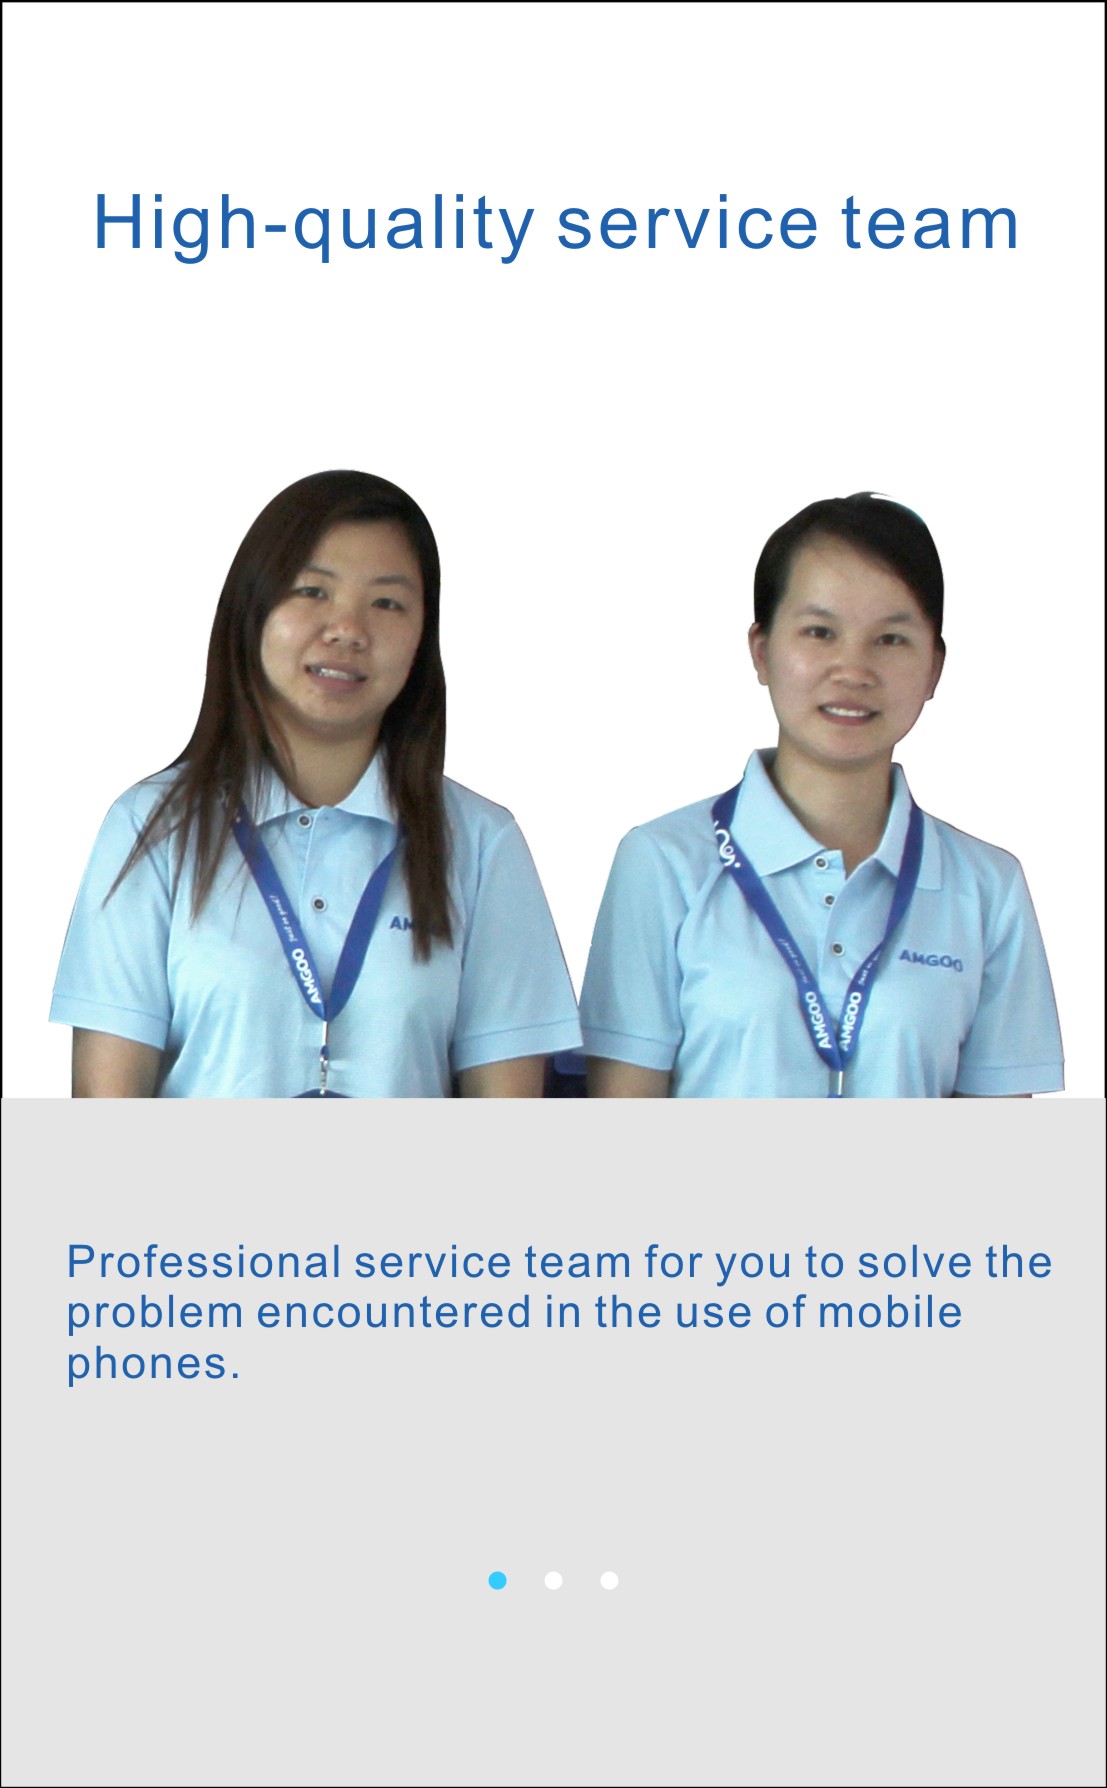 High-quality service team
AM
AMGOO
AMGOO
AMGOO
AMGOO
Professional service team for you to solve the
problem encountered in the use of mobile
phones.